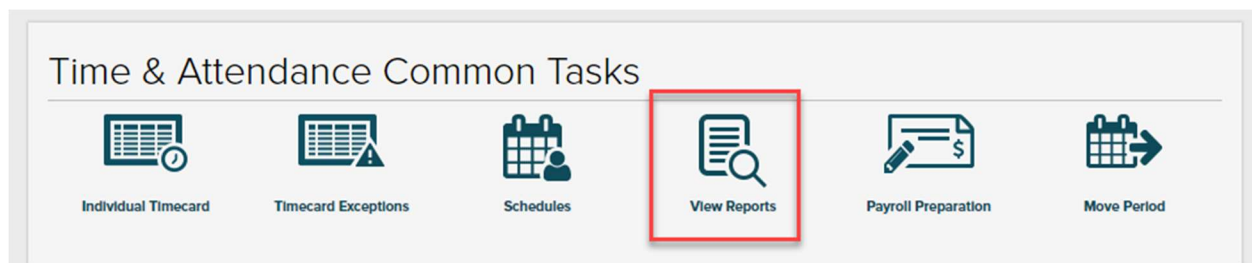 Time & Attendance Common Tasks
$
Individual Timecard
Timecard Exceptions
Schedules
View Reports
Payroll Preparation
Move Period